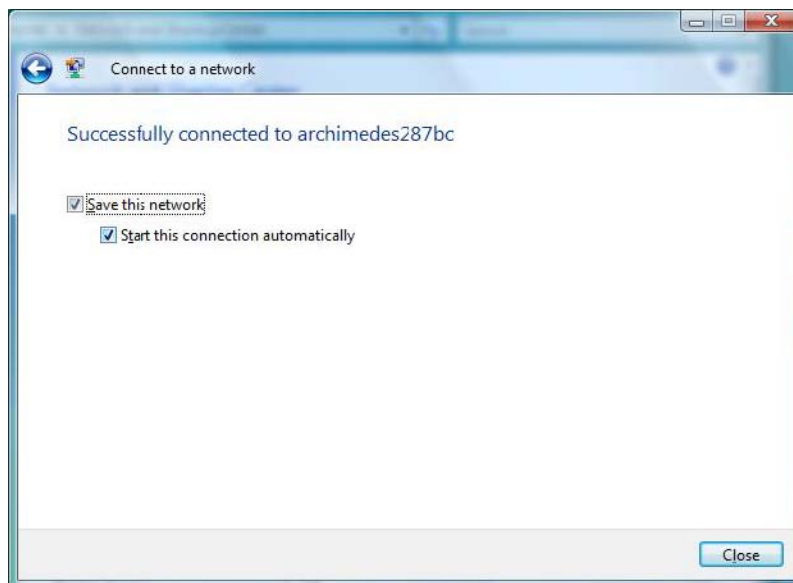 Connect to a network
Successfully connected to archimedes287bc
Save this network
Start this connection automatically
Close